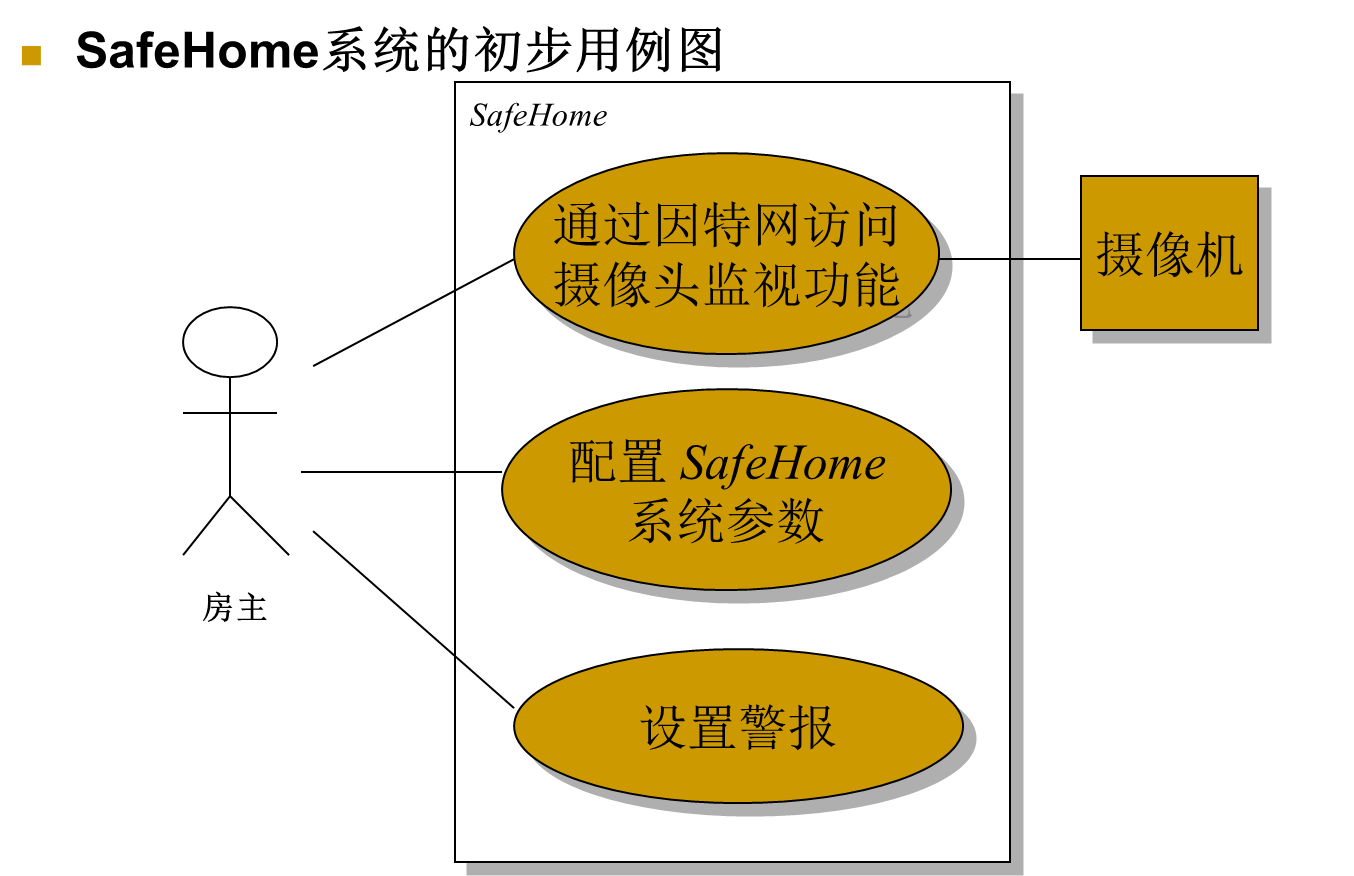 SafeHome系统的初步用例图
SafeHome
通过因特网访问
摄像头监视功能
摄像机
配置 SafeHome
系统参数
房主
设置警报